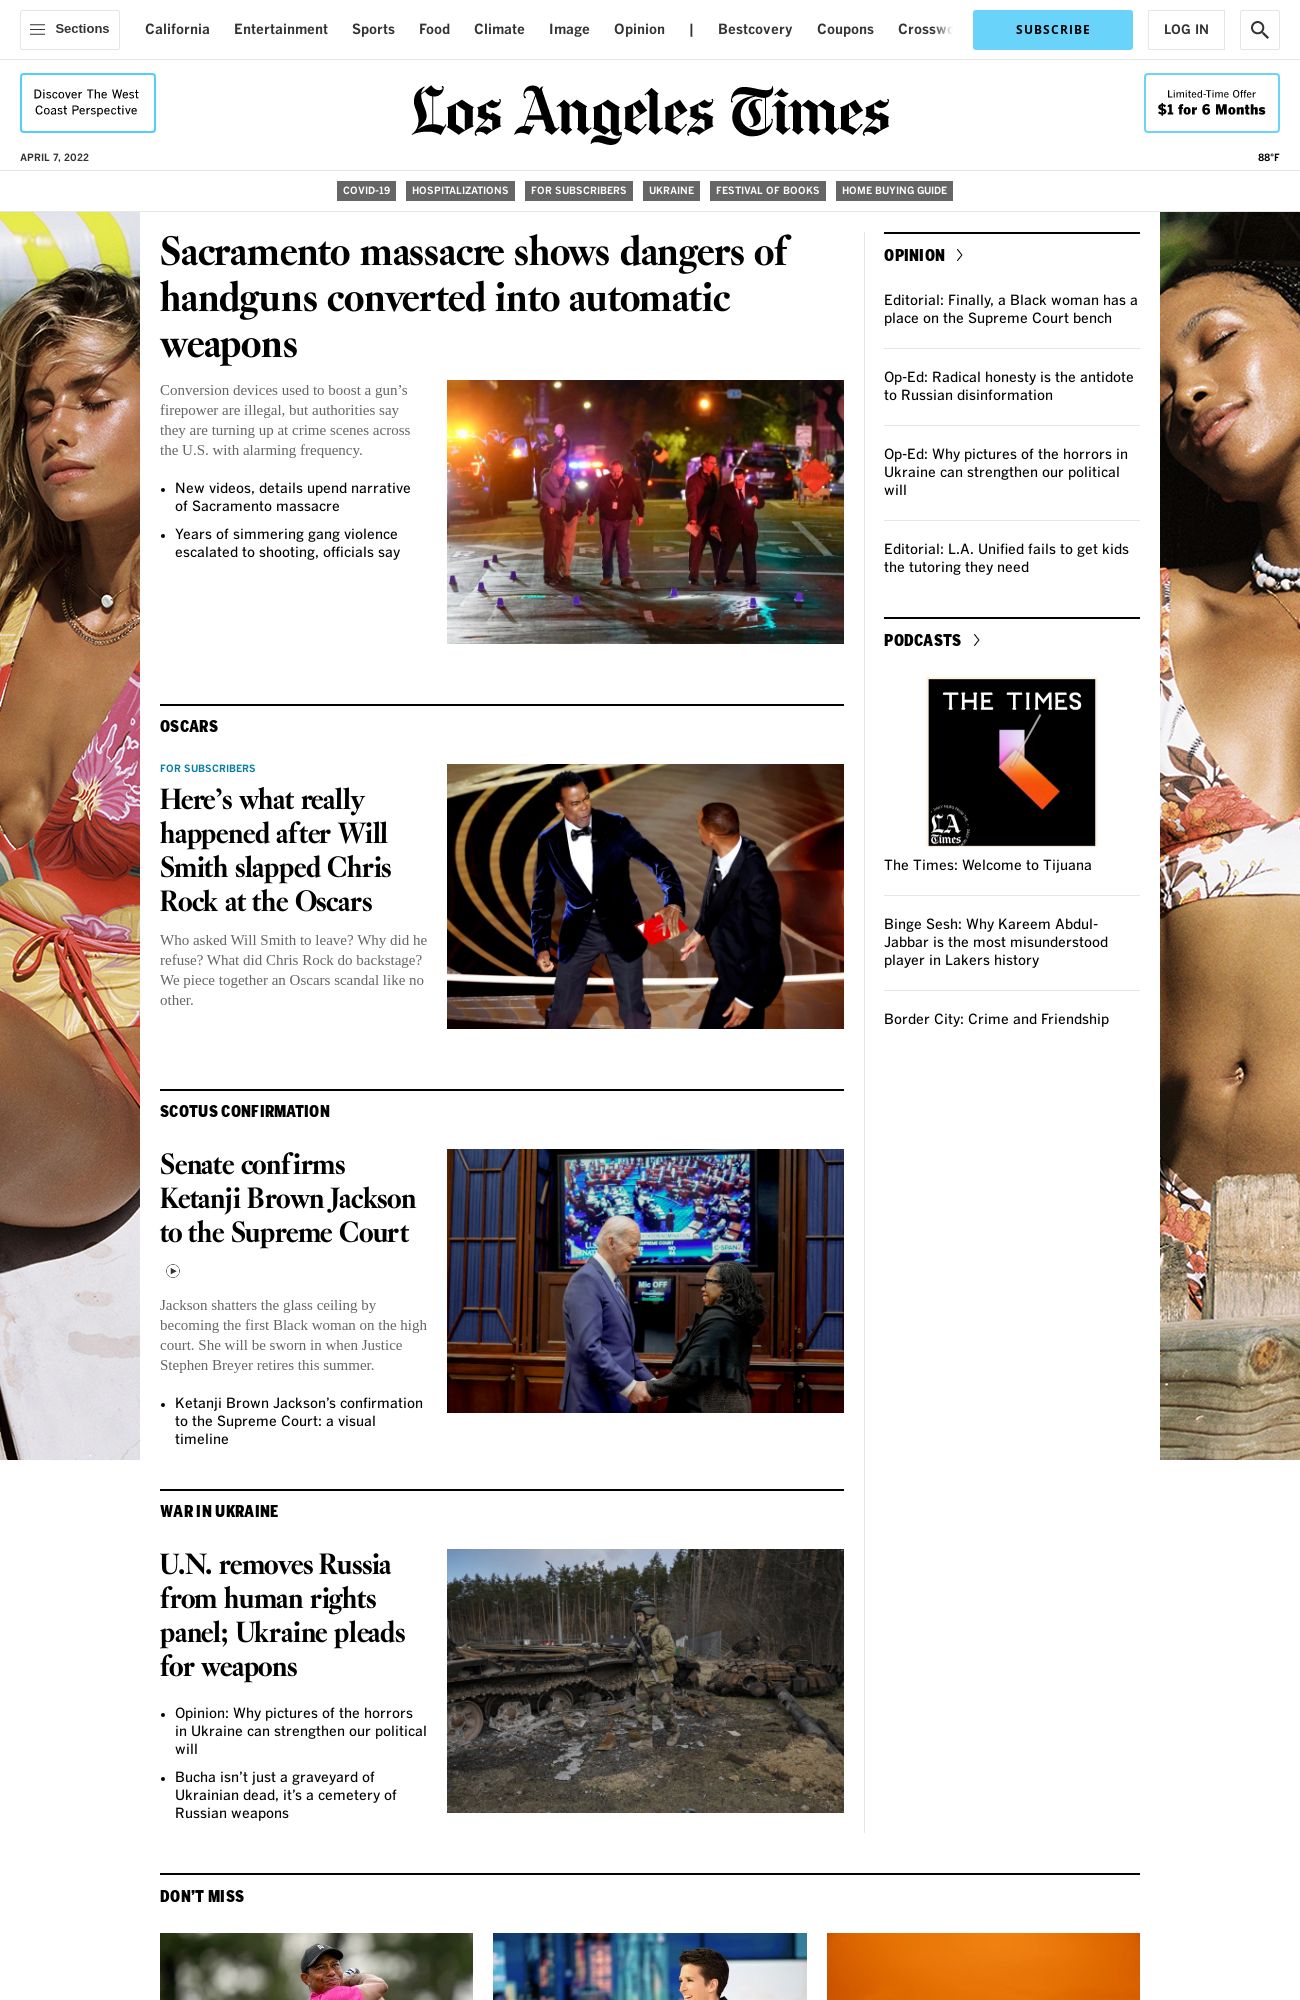 Sections
California
Entertainment
Sports
Food
Climate
Image
Opinion
|
Bestcovery
Coupons
SUBSCRIBE
LOG IN
Discover The West
Coast Perspective
Los Angeles Times
Limited-Time Offer
$1 for 6 Months
APRIL 7, 2022
88°F
COVID-19
HOSPITALIZATIONS
FOR SUBSCRIBERS
UKRAINE
FESTIVAL OF BOOKS
HOME BUYING GUIDE
Sacramento massacre shows dangers of
handguns converted into automatic
weapons
Conversion devices used to boost a gun’s
firepower are illegal, but authorities say
they are turning up at crime scenes across
the U.S. with alarming frequency.
• New videos, details upend narrative
of Sacramento massacre
• Years of simmering gang violence
escalated to shooting, officials say
OSCARS
FOR SUBSCRIBERS
Here’s what really
happened after Will
Smith slapped Chris
Rock at the Oscars
Who asked Will Smith to leave? Why did he
refuse? What did Chris Rock do backstage?
We piece together an Oscars scandal like no
other.
SCOTUS CONFIRMATION
Senate confirms
Ketanji Brown Jackson
to the Supreme Court
Jackson shatters the glass ceiling by
becoming the first Black woman on the high
court. She will be sworn in when Justice
Stephen Breyer retires this summer.
• Ketanji Brown Jackson’s confirmation
to the Supreme Court: a visual
timeline
C-SPAN2
Mic OFF
WAR IN UKRAINE
U.N. removes Russia
from human rights
panel; Ukraine pleads
for weapons
• Opinion: Why pictures of the horrors
in Ukraine can strengthen our political
will
• Bucha isn’t just a graveyard of
Ukrainian dead, it’s a cemetery of
Russian weapons
OPINION
Editorial: Finally, a Black woman has a
place on the Supreme Court bench
Op-Ed: Radical honesty is the antidote
to Russian disinformation
Op-Ed: Why pictures of the horrors in
Ukraine can strengthen our political
will
Editorial: L.A. Unified fails to get kids
the tutoring they need
PODCASTS
THE TIMES
LA
Times
The Times: Welcome to Tijuana
Binge Sesh: Why Kareem Abdul-
Jabbar is the most misunderstood
player in Lakers history
Border City: Crime and Friendship
DON’T MISS